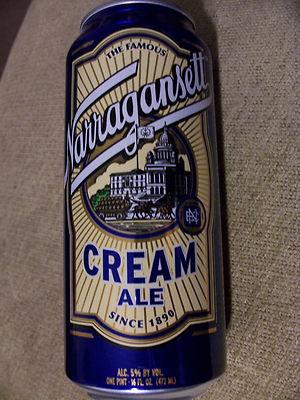 THE FAMOUS
Narragansett
CREAM
ALE
SINCE 1890
ALC. 5% BY VOL.
ONE PINT - 16 FL. OZ. (473 ML)